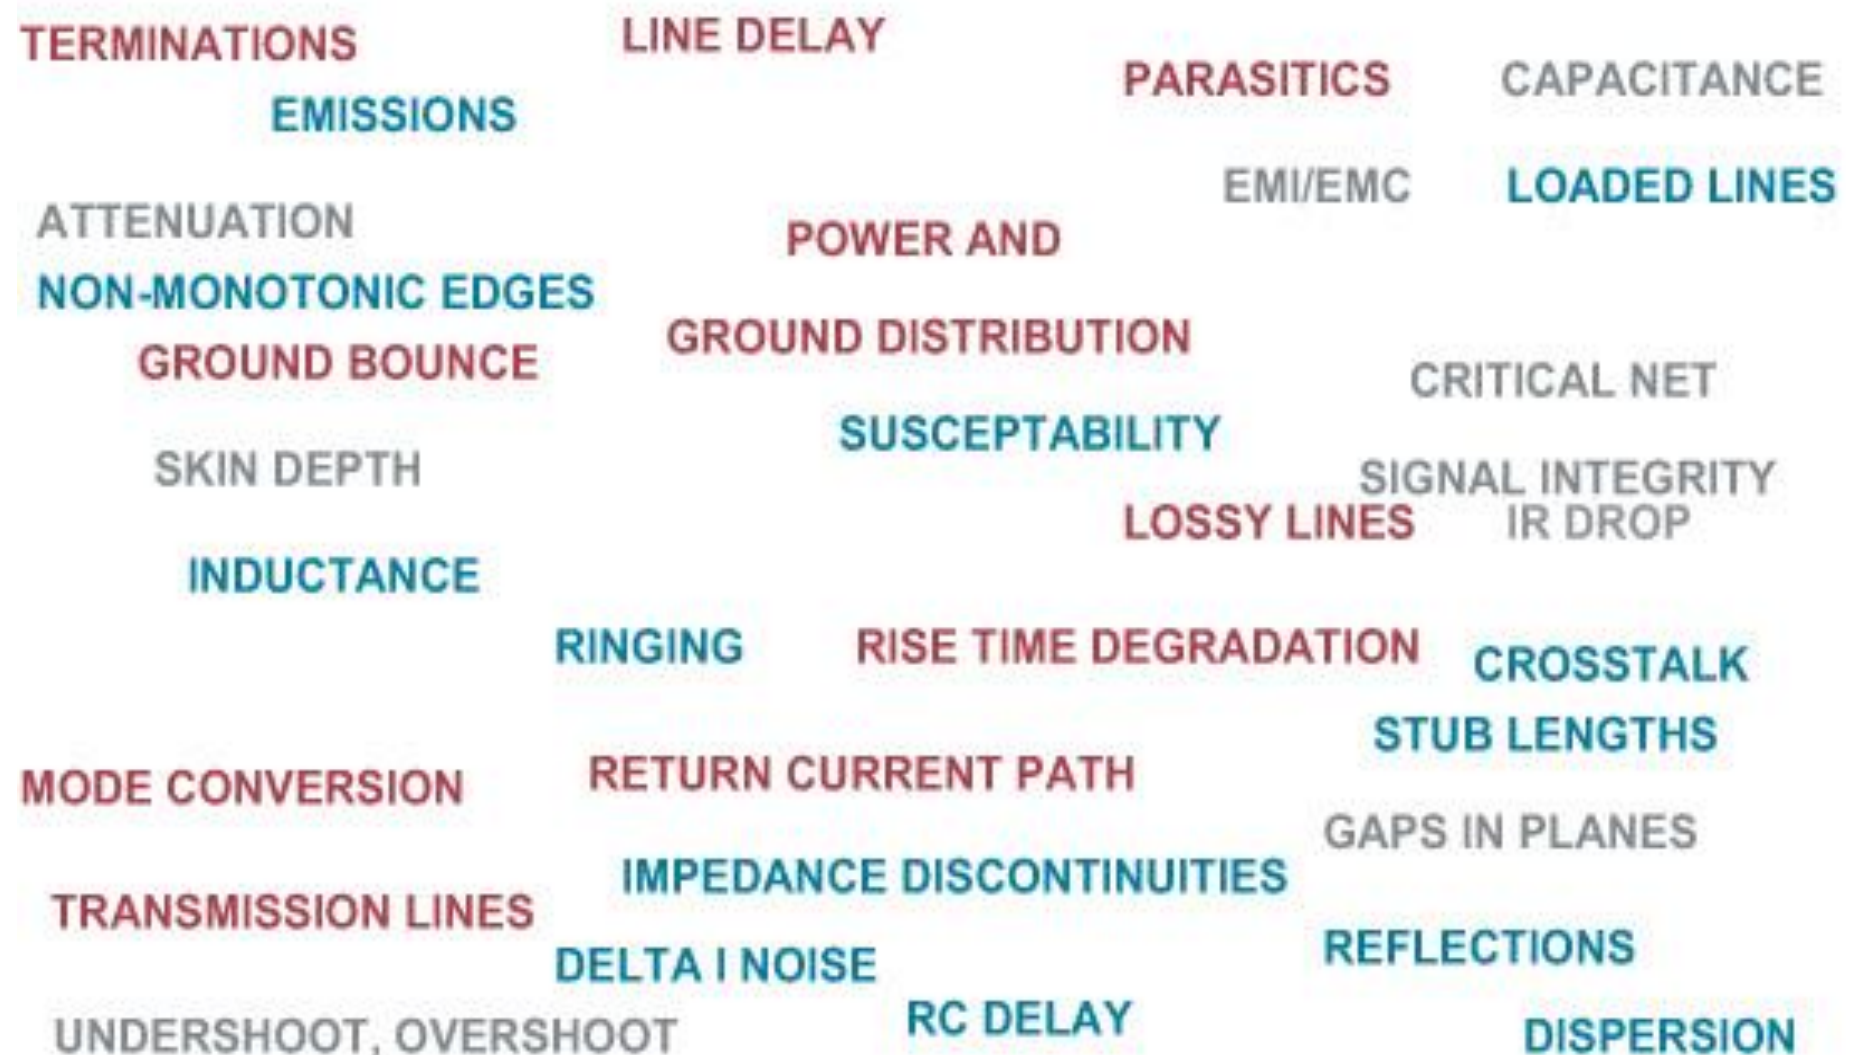 TERMINATIONS
LINE DELAY
PARASITICS
CAPACITANCE
EMISSIONS
EMI/EMC
LOADED LINES
ATTENUATION
POWER AND
NON-MONOTONIC EDGES
GROUND DISTRIBUTION
GROUND BOUNCE
CRITICAL NET
SUSCEPTABILITY
SKIN DEPTH
SIGNAL INTEGRITY
LOSSY LINES
IR DROP
INDUCTANCE
RINGING
RISE TIME DEGRADATION
CROSSTALK
STUB LENGTHS
MODE CONVERSION
RETURN CURRENT PATH
GAPS IN PLANES
IMPEDANCE DISCONTINUITIES
TRANSMISSION LINES
REFLECTIONS
DELTA I NOISE
RC DELAY
UNDERSHOOT, OVERSHOOT
DISPERSION